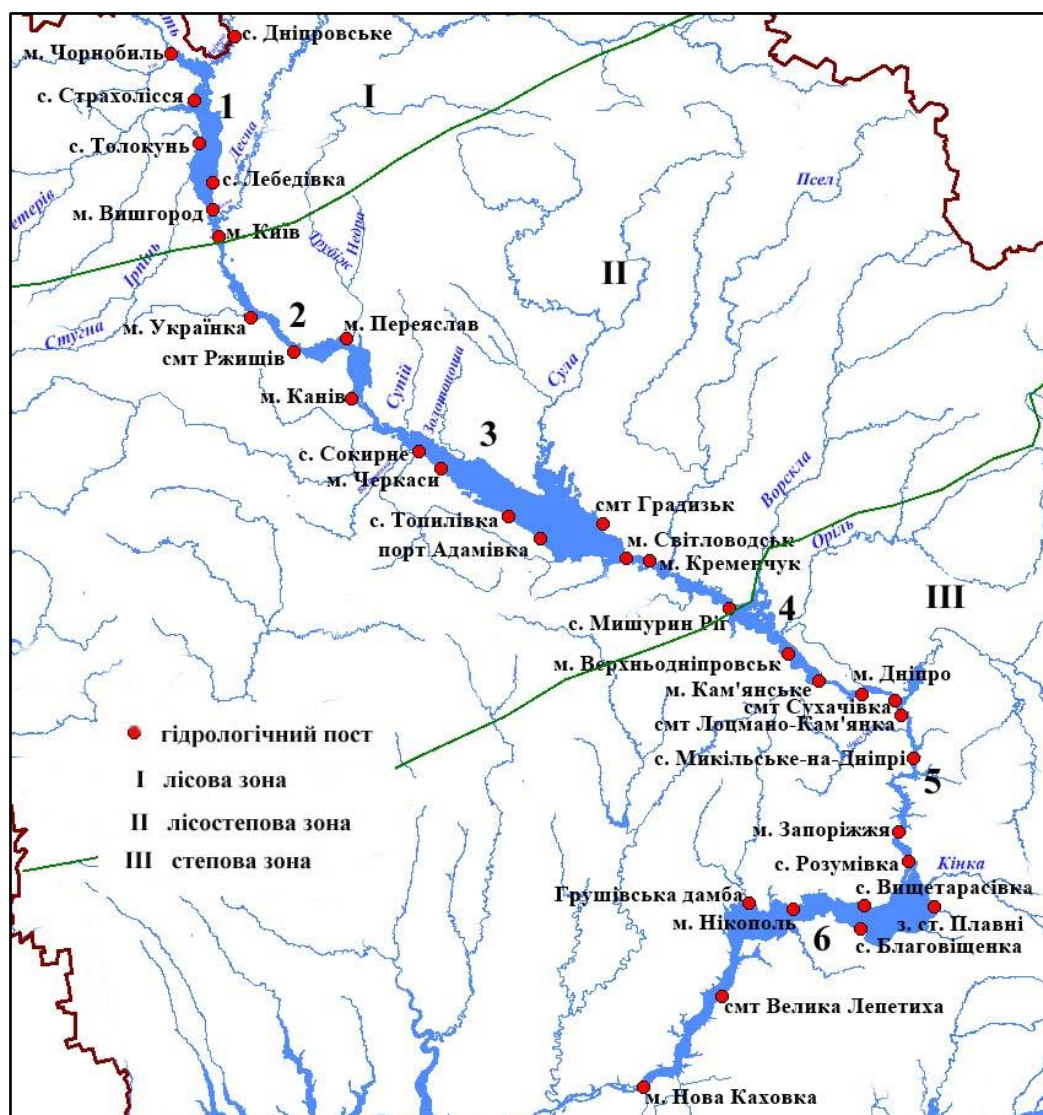 с. Дніпровське
м. Чорнобиль
с. Страхолісся
1
I
с. Толокунь
Десна
с. Лебедівка
м. Вишгород
м. Київ
етерів
Ірпінь
Трубіж
Недра
Псел
II
м. Українка
2
Стугна
смт Ржищів
м. Переяслав
м. Канів
Супій
Золотоноша
Сула
3
с. Сокирне
м. Черкаси
с. Топилівка
порт Адамівка
смт Градизьк
м. Світловодськ
м. Кременчук
Ворскла
Оріль
с. Мишурин Ріг
4
III
м. Верхньодніпровськ
м. Кам'янське
м. Дніпро
смт Сухачівка
смт Лоцмано-Кам'янка
с. Микільське-на-Дніпрі
5
гідрологічний пост
I лісова зона
II лісостепова зона
III степова зона
м. Запоріжжя
с. Розумівка
Кінка
с. Вищетарасівка
Грушівська дамба
м. Нікополь
з. ст. Плавні
6
с. Благовіщенка
смт Велика Лепетиха
м. Нова Каховка